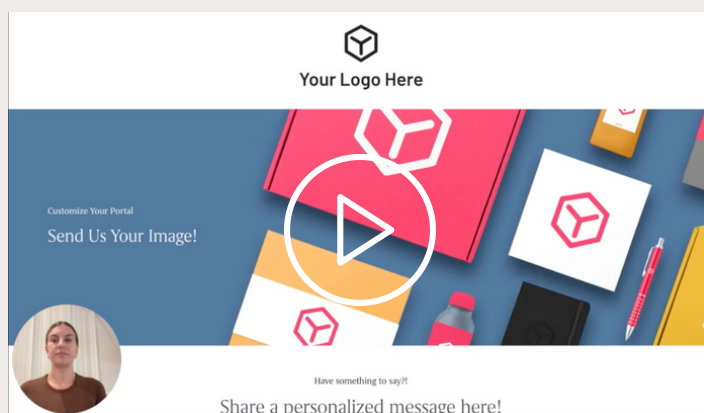 Your Logo Here
Customize Your Portal
Send Us Your Image!
Have something to say?!
Share a personalized message here!